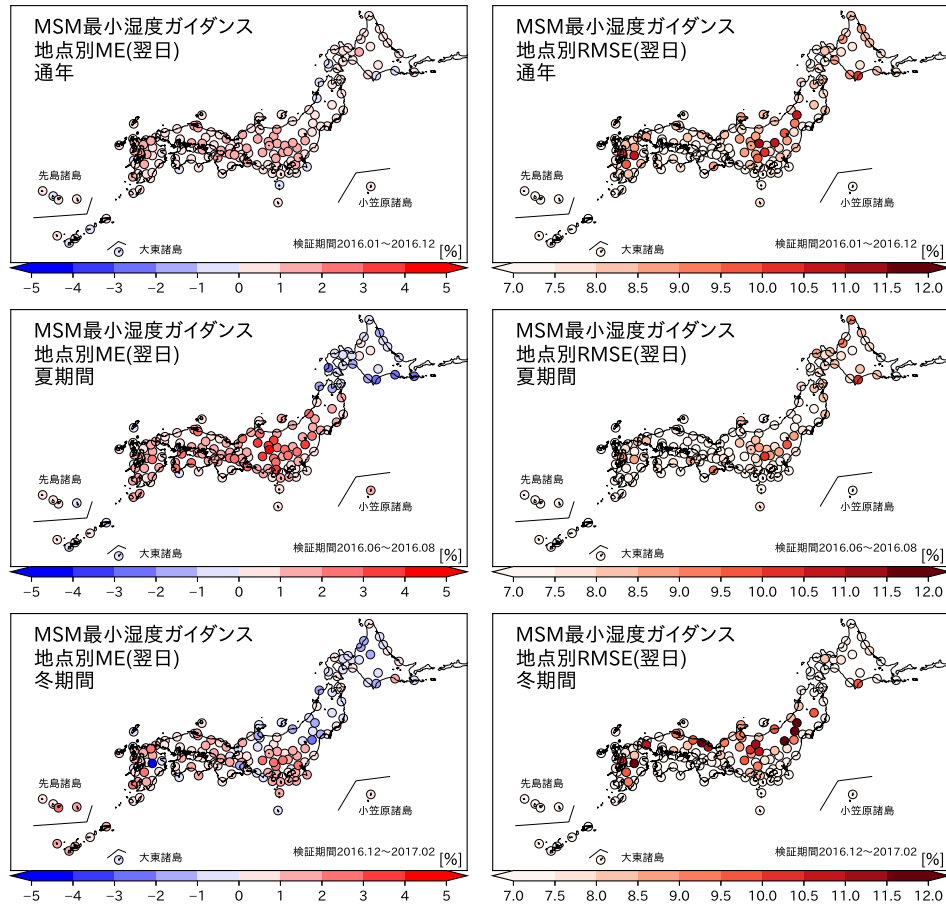 MSM最小湿度ガイダンス
地点別ME(翌日)
通年
先島諸島
小笠原諸島
大東諸島
検証期間2016.01～2016.12
[%]
−5 −4 −3 −2 −1 0 1 2 3 4 5
MSM最小湿度ガイダンス
地点別RMSE(翌日)
通年
先島諸島
小笠原諸島
大東諸島
検証期間2016.01～2016.12
[%]
7.0 7.5 8.0 8.5 9.0 9.5 10.0 10.5 11.0 11.5 12.0
MSM最小湿度ガイダンス
地点別ME(翌日)
夏期間
先島諸島
小笠原諸島
大東諸島
検証期間2016.06～2016.08
[%]
−5 −4 −3 −2 −1 0 1 2 3 4 5
MSM最小湿度ガイダンス
地点別RMSE(翌日)
夏期間
先島諸島
小笠原諸島
大東諸島
検証期間2016.06～2016.08
[%]
7.0 7.5 8.0 8.5 9.0 9.5 10.0 10.5 11.0 11.5 12.0
MSM最小湿度ガイダンス
地点別ME(翌日)
冬期間
先島諸島
小笠原諸島
大東諸島
検証期間2016.12～2017.02
[%]
−5 −4 −3 −2 −1 0 1 2 3 4 5
MSM最小湿度ガイダンス
地点別RMSE(翌日)
冬期間
先島諸島
小笠原諸島
大東諸島
検証期間2016.12～2017.02
[%]
7.0 7.5 8.0 8.5 9.0 9.5 10.0 10.5 11.0 11.5 12.0